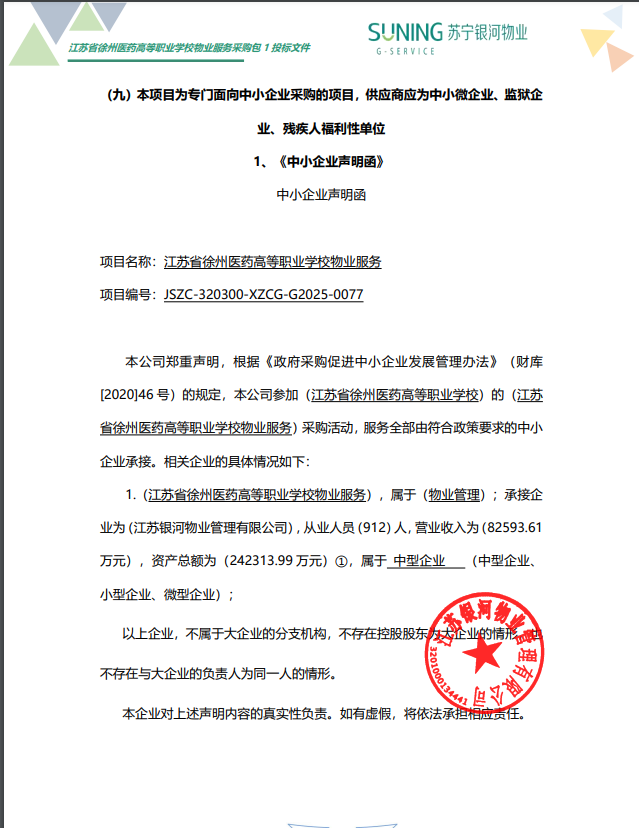 江苏省徐州医药高等职业学校物业服务采购包 1 投标文件
SUNING 苏宁银河物业
G-SERVICE
（九）本项目为专门面向中小企业采购的项目，供应商应为中小微企业、监狱企
业、残疾人福利性单位
1、《中小企业声明函》
中小企业声明函
项目名称：江苏省徐州医药高等职业学校物业服务
项目编号：JSZC-320300-XZCG-G2025-0077
本公司郑重声明，根据《政府采购促进中小企业发展管理办法》（财库
[2020]46 号）的规定，本公司参加（江苏省徐州医药高等职业学校）的（江苏
省徐州医药高等职业学校物业服务）采购活动，服务全部由符合政策要求的中小
企业承接。相关企业的具体情况如下：
1.（江苏省徐州医药高等职业学校物业服务），属于（物业管理）；承接企
业为（江苏银河物业管理有限公司），从业人员（912）人，营业收入为（82593.61
万元），资产总额为（242313.99 万元）①，属于 中型企业 （中型企业、
小型企业、微型企业）；
以上企业，不属于大企业的分支机构，不存在控股股东为大企业的情形，也
不存在与大企业的负责人为同一人的情形。
本企业对上述声明内容的真实性负责。如有虚假，将依法承担相应责任。
江苏银河物业管理有限公司
3201000134441